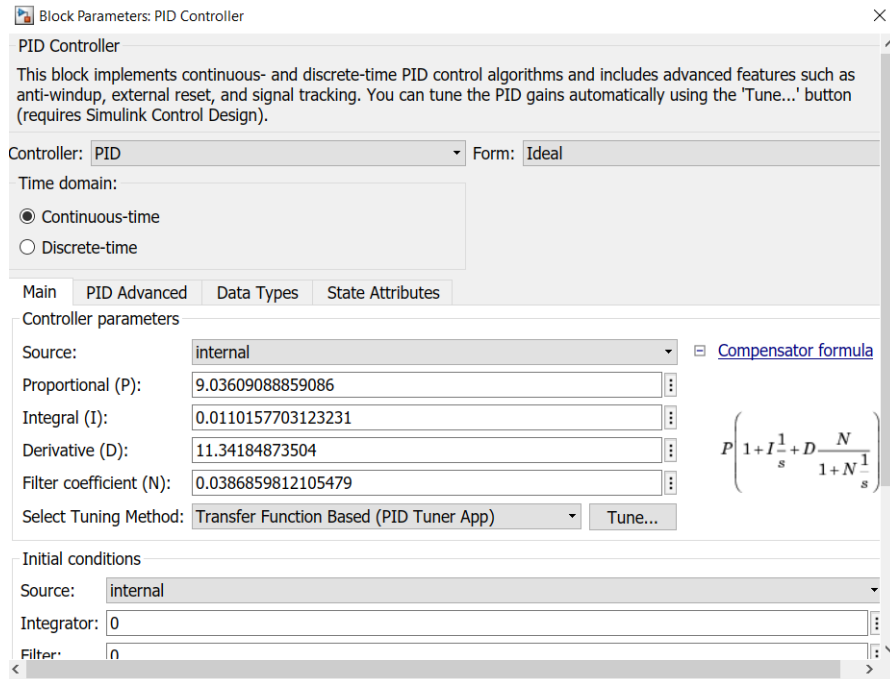 Block Parameters: PID Controller
PID Controller
This block implements continuous- and discrete-time PID control algorithms and includes advanced features such as
anti-windup, external reset, and signal tracking. You can tune the PID gains automatically using the 'Tune...' button
(requires Simulink Control Design).
Controller: PID Form: Ideal
Time domain:
Continuous-time
Discrete-time
Main PID Advanced Data Types State Attributes
Controller parameters
Source: internal Compensator formula
Proportional (P): 9.03609088859086
Integral (I): 0.0110157703123231
Derivative (D): 11.34184873504
Filter coefficient (N): 0.0386859812105479
P(1+I 1/s +D N/(1+N 1/s))
Select Tuning Method: Transfer Function Based (PID Tuner App) Tune...
Initial conditions
Source: internal
Integrator: 0
Filter: 0